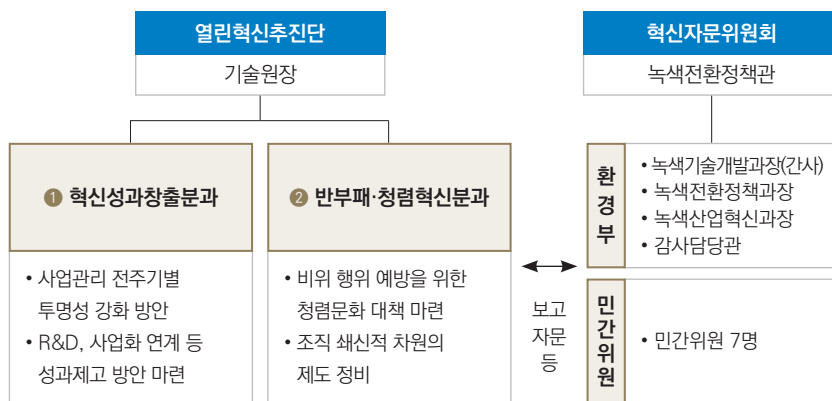 열린혁신추진단
기술원장
❶ 혁신성과창출분과
• 사업관리 전주기별
투명성 강화 방안
• R&D, 사업화 연계 등
성과제고 방안 마련
❷ 반부패·청렴혁신분과
• 비위 행위 예방을 위한
청렴문화 대책 마련
• 조직 쇄신적 차원의
제도 정비
보고
자문
등
혁신자문위원회
녹색전환정책관
환경부
• 녹색기술개발과장(간사)
• 녹색전환정책과장
• 녹색산업혁신과장
• 감사담당관
민간위원
• 민간위원 7명